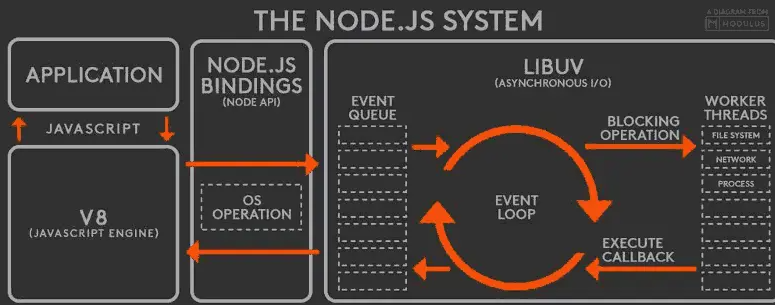 THE NODE.JS SYSTEM
A DIAGRAM FROM
MODULUS
APPLICATION
JAVASCRIPT
V8
(JAVASCRIPT ENGINE)
NODE.JS
BINDINGS
(NODE API)
OS
OPERATION
LIBUV
(ASYNCHRONOUS I/O)
EVENT
QUEUE
EVENT
LOOP
BLOCKING
OPERATION
EXECUTE
CALLBACK
WORKER
THREADS
FILE SYSTEM
NETWORK
PROCESS